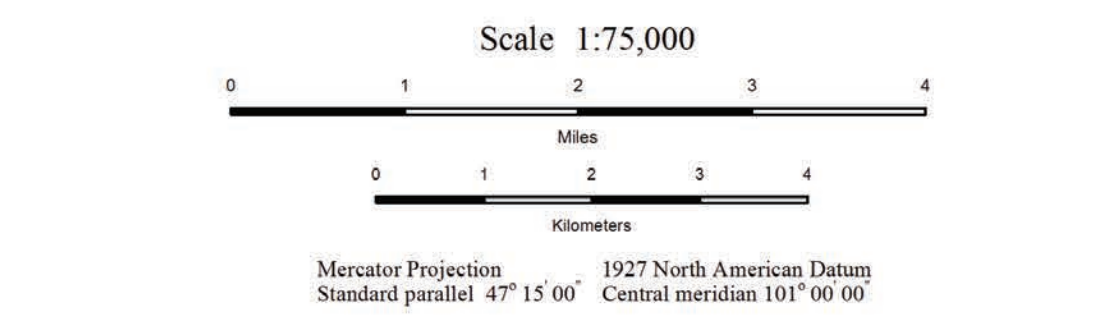 Scale 1:75,000
0 1 2 3 4
Miles
0 1 2 3 4
Kilometers
Mercator Projection 1927 North American Datum
Standard parallel 47° 15' 00" Central meridian 101° 00' 00"